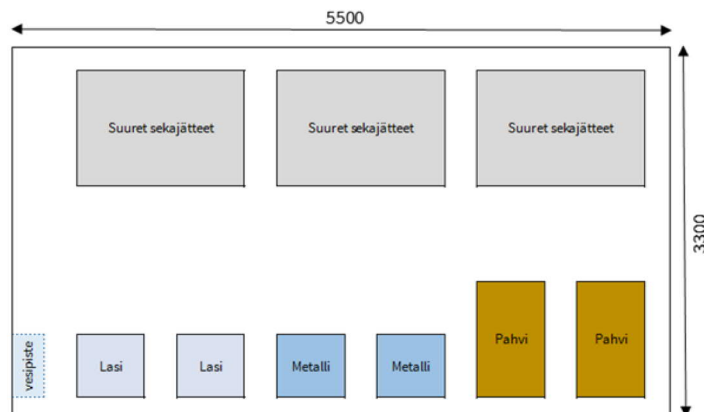 5500
Suuret sekajätteet
Suuret sekajätteet
Suuret sekajätteet
3300
vesipiste
Lasi
Lasi
Metalli
Metalli
Pahvi
Pahvi